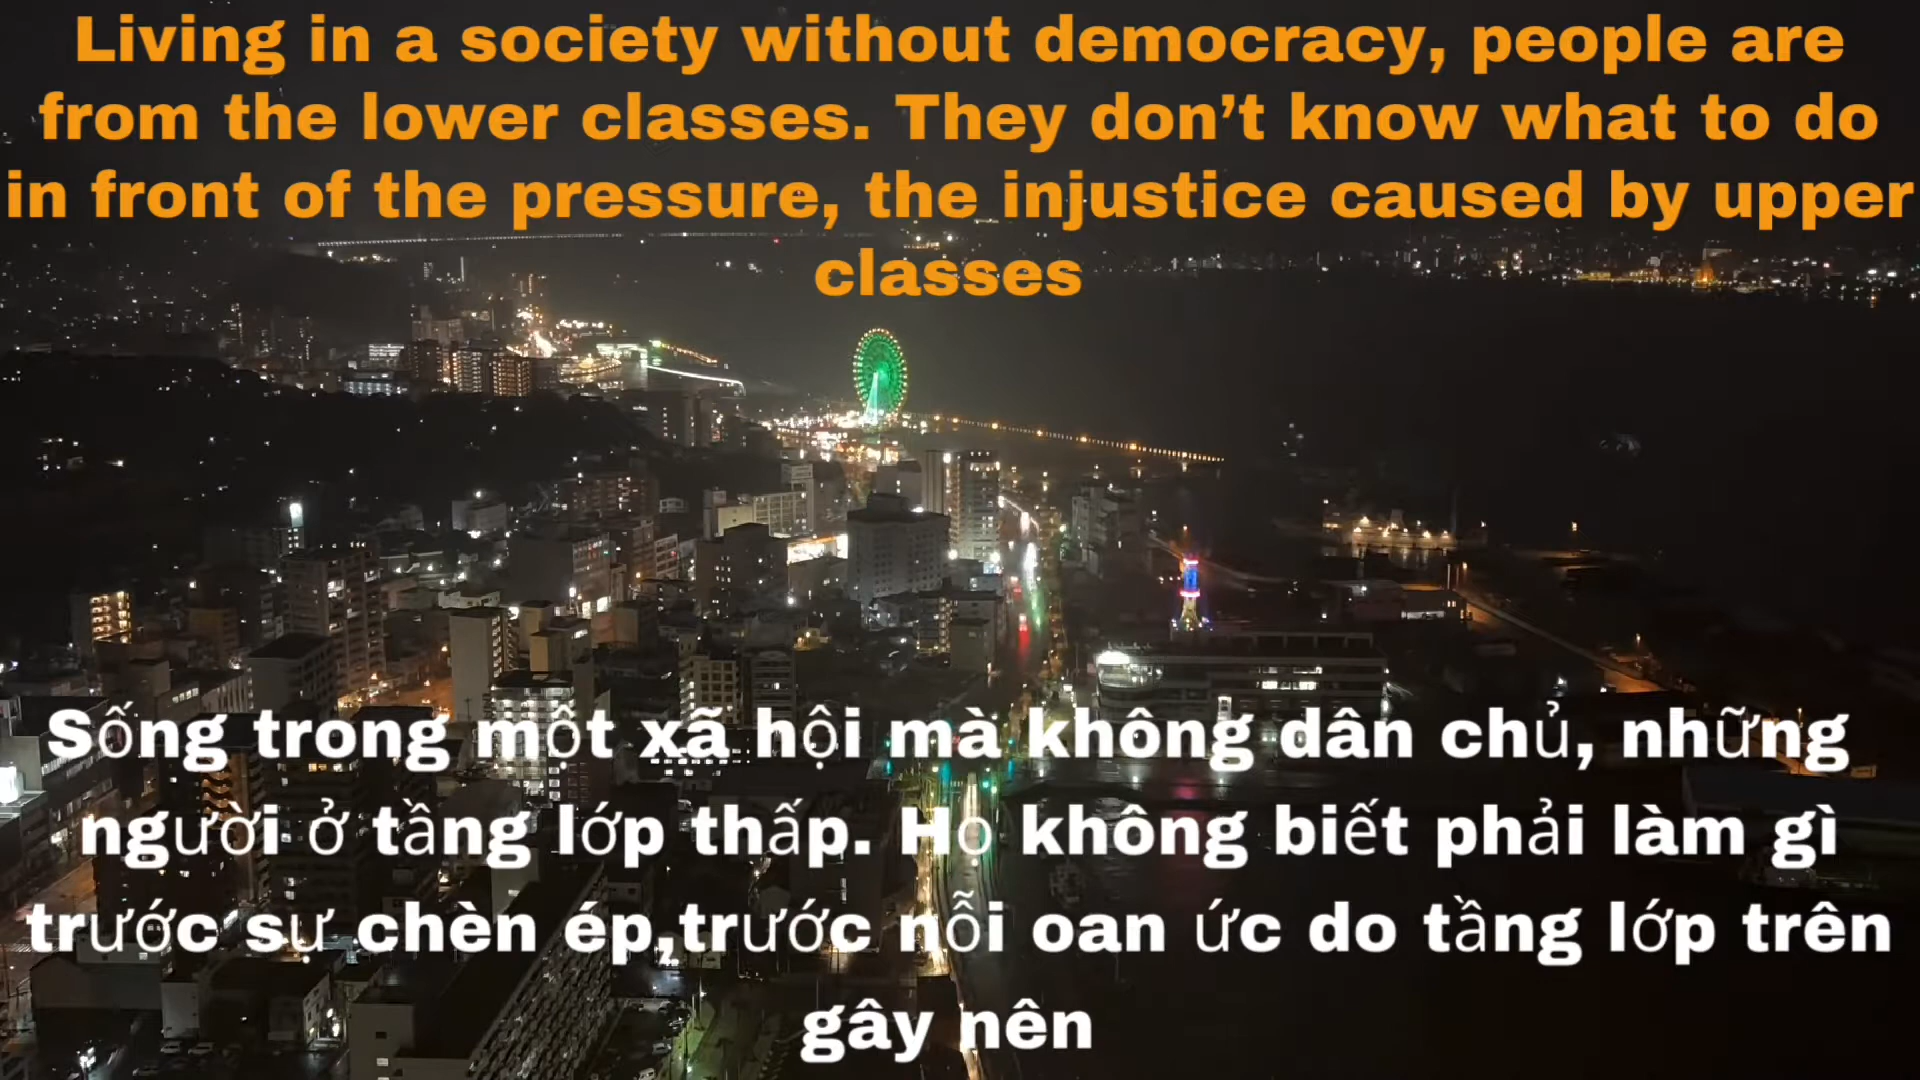 Living in a society without democracy, people are
from the lower classes. They don’t know what to do
in front of the pressure, the injustice caused by upper
classes
Sống trong một xã hội mà không dân chủ, những
người ở tầng lớp thấp. Họ không biết phải làm gì
trước sự chèn ép,trước nỗi oan ức do tầng lớp trên
gây nên